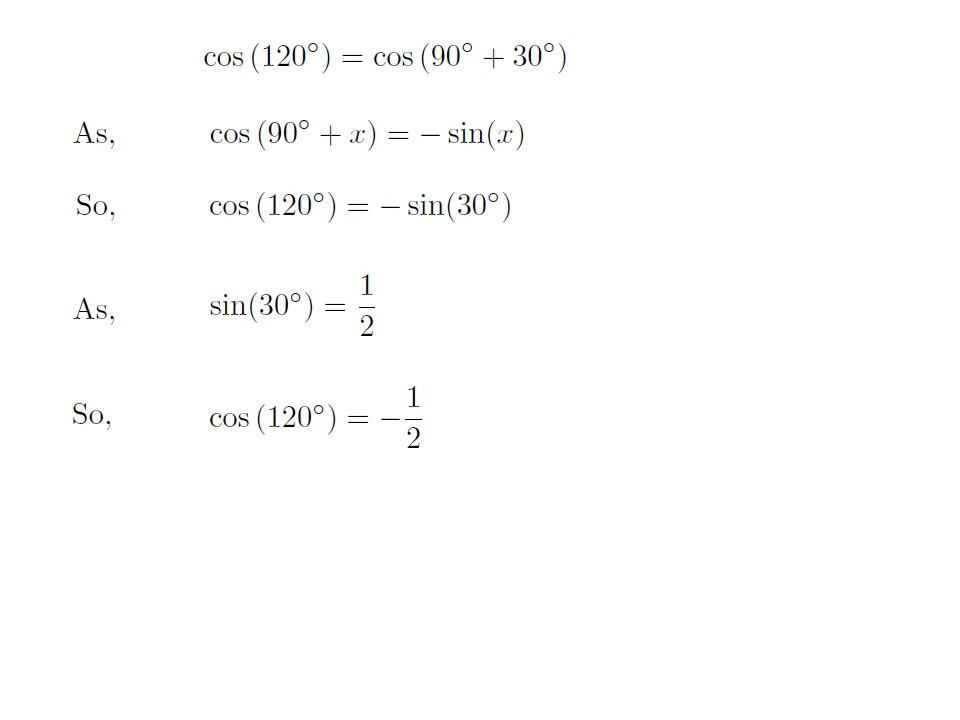 cos (120°) = cos (90° + 30°)
As, cos (90° + x) = − sin(x)
So, cos (120°) = − sin(30°)
As, sin(30°) = 1/2
So, cos (120°) = −1/2